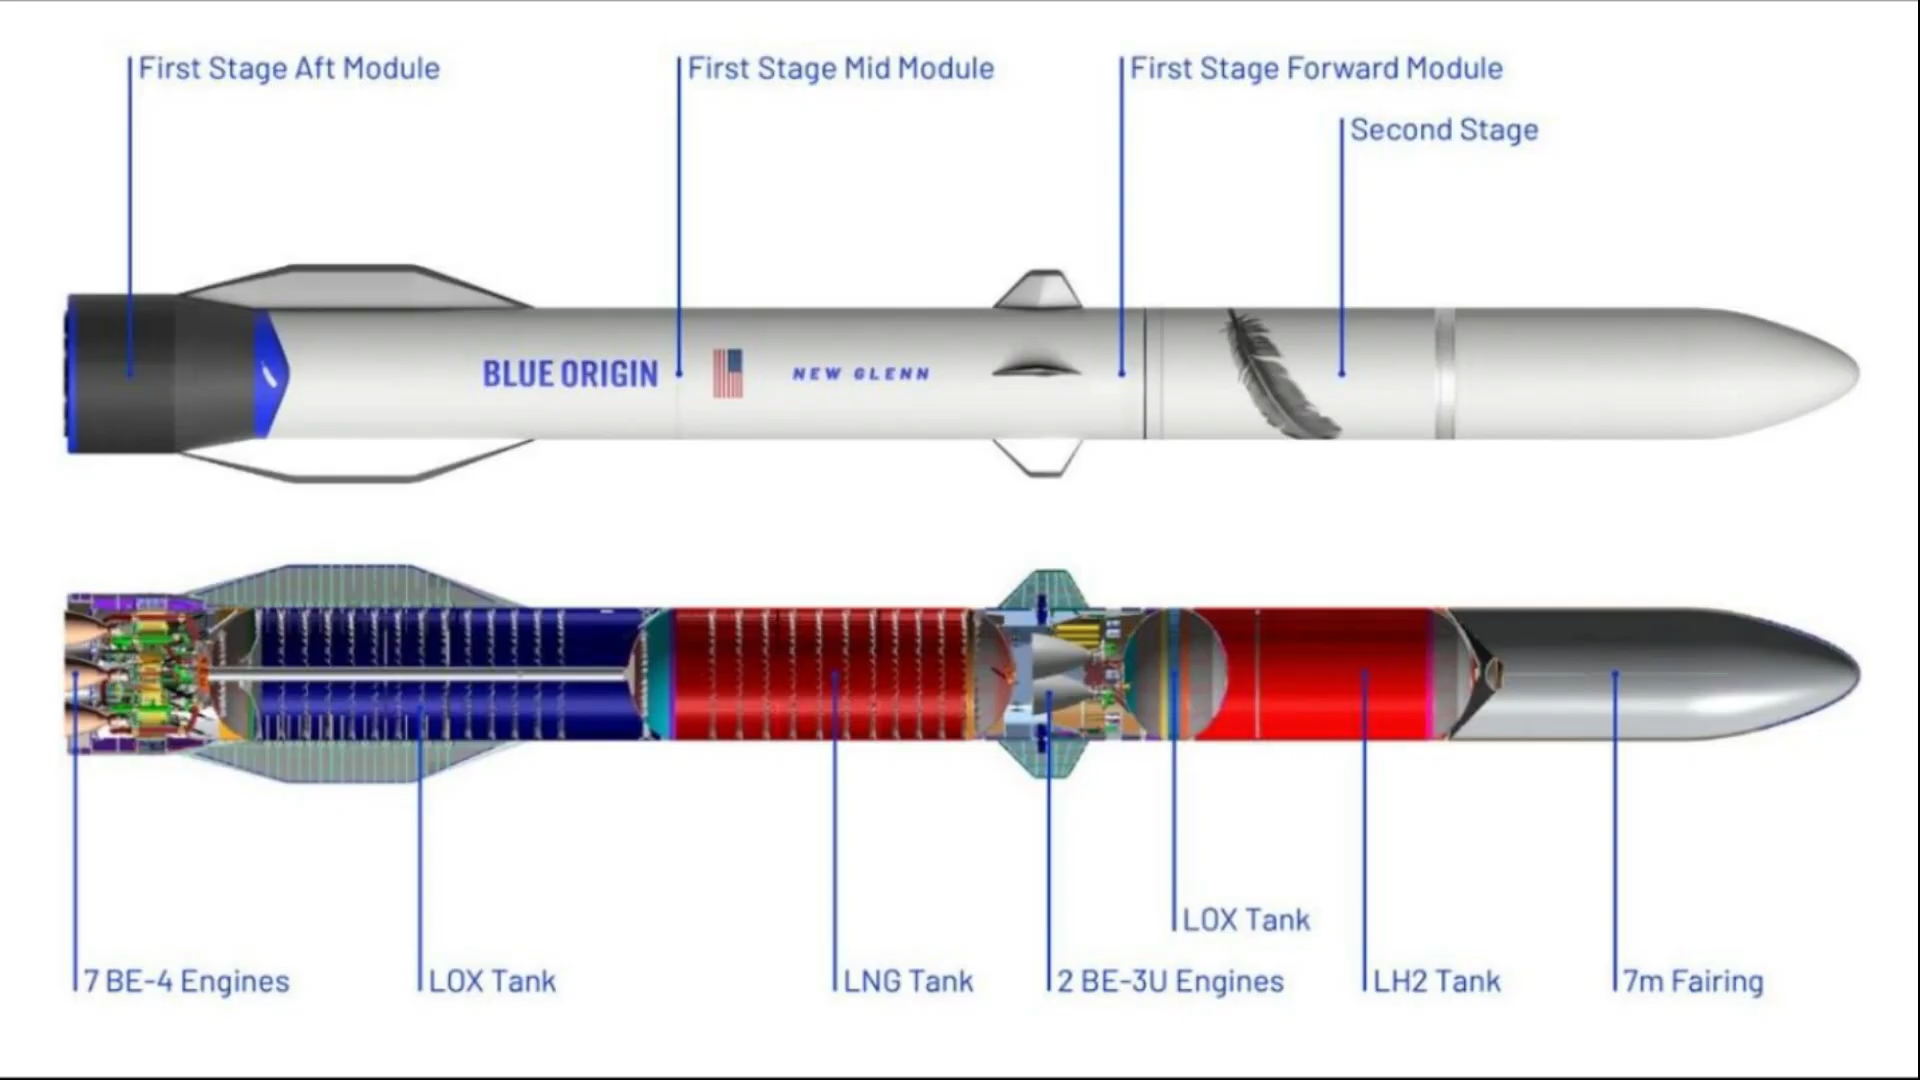 First Stage Aft Module
First Stage Mid Module
First Stage Forward Module
Second Stage
BLUE ORIGIN
NEW GLENN
LOX Tank
7 BE-4 Engines
LOX Tank
LNG Tank
2 BE-3U Engines
LH2 Tank
7m Fairing